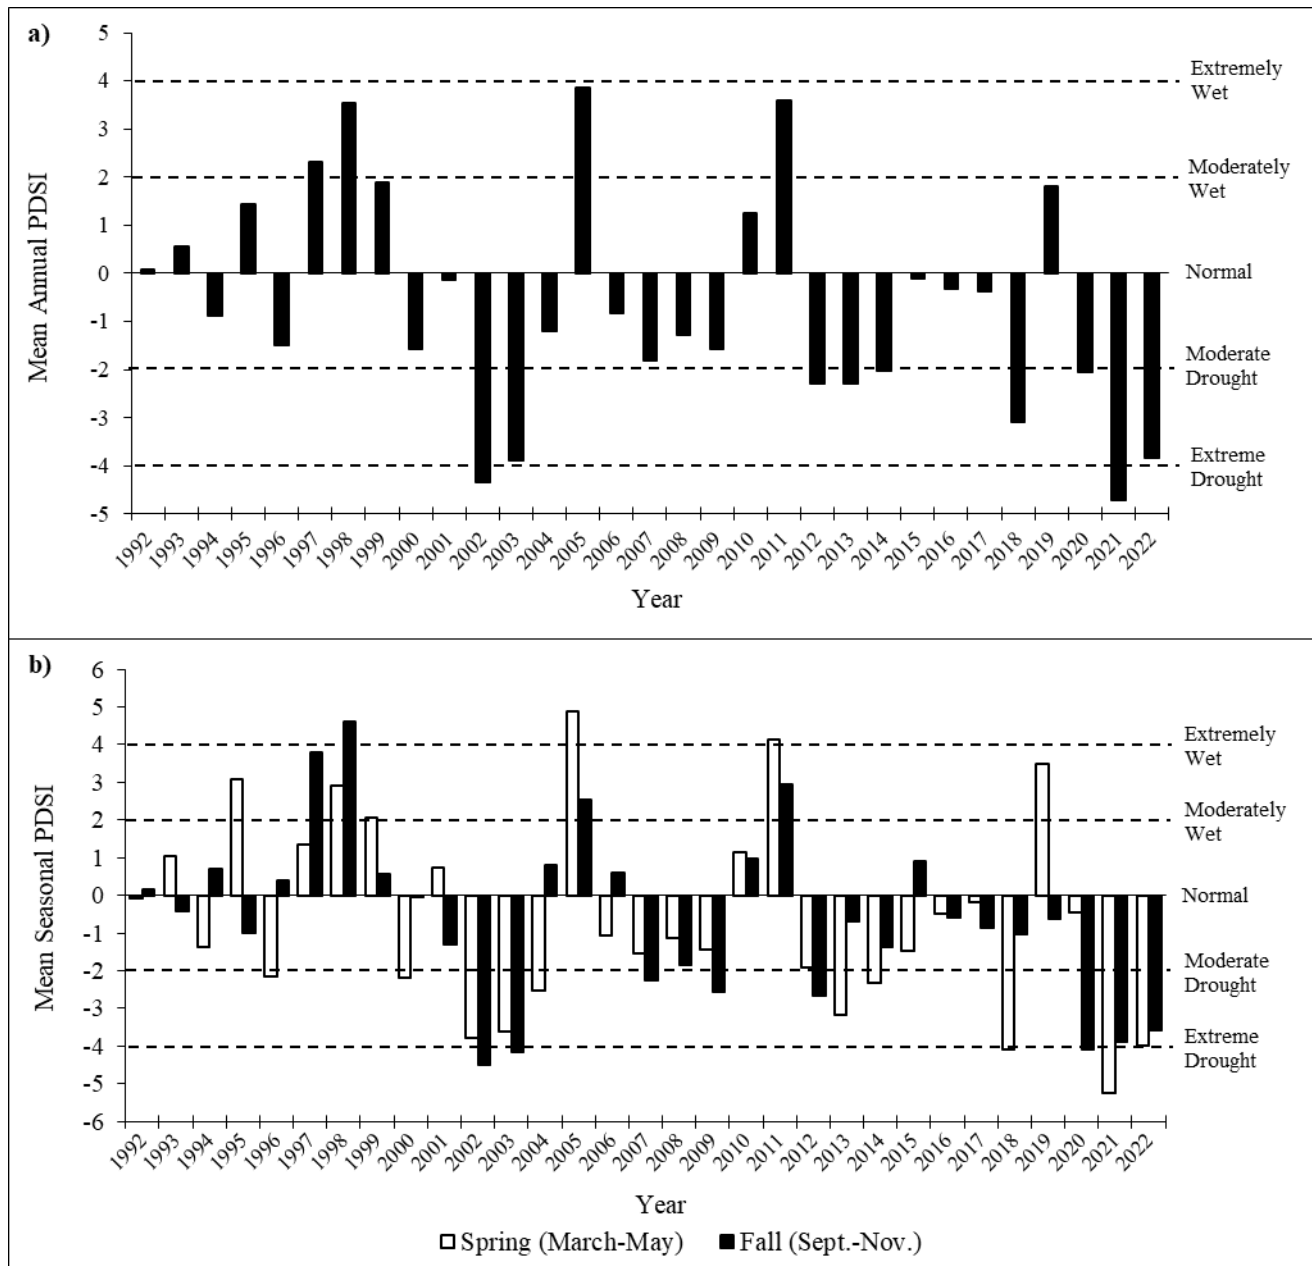 a)
5
4
3
2
1
0
-1
-2
-3
-4
-5
Mean Annual PDSI
Extremely
Wet
Moderately
Wet
Normal
Moderate
Drought
Extreme
Drought
1992 1993 1994 1995 1996 1997 1998 1999 2000 2001 2002 2003 2004 2005 2006 2007 2008 2009 2010 2011 2012 2013 2014 2015 2016 2017 2018 2019 2020 2021 2022
Year
b)
6
5
4
3
2
1
0
-1
-2
-3
-4
-5
-6
Mean Seasonal PDSI
Extremely
Wet
Moderately
Wet
Normal
Moderate
Drought
Extreme
Drought
1992 1993 1994 1995 1996 1997 1998 1999 2000 2001 2002 2003 2004 2005 2006 2007 2008 2009 2010 2011 2012 2013 2014 2015 2016 2017 2018 2019 2020 2021 2022
Year
Spring (March-May) Fall (Sept.-Nov.)